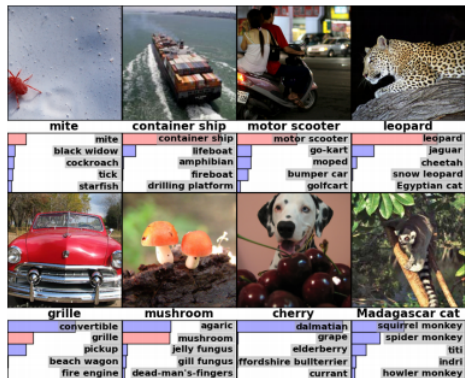 mite
container ship
motor scooter
leopard
mite
black widow
cockroach
tick
starfish
container ship
lifeboat
amphibian
fireboat
drilling platform
motor scooter
go-kart
moped
bumper car
golfcart
leopard
jaguar
cheetah
snow leopard
Egyptian cat
grille
mushroom
cherry
Madagascar cat
convertible
grille
pickup
beach wagon
fire engine
agaric
mushroom
jelly fungus
gill fungus
dead-man's-fingers
dalmatian
grape
elderberry
ffordshire bullterrier
currant
squirrel monkey
spider monkey
titi
indri
howler monkey